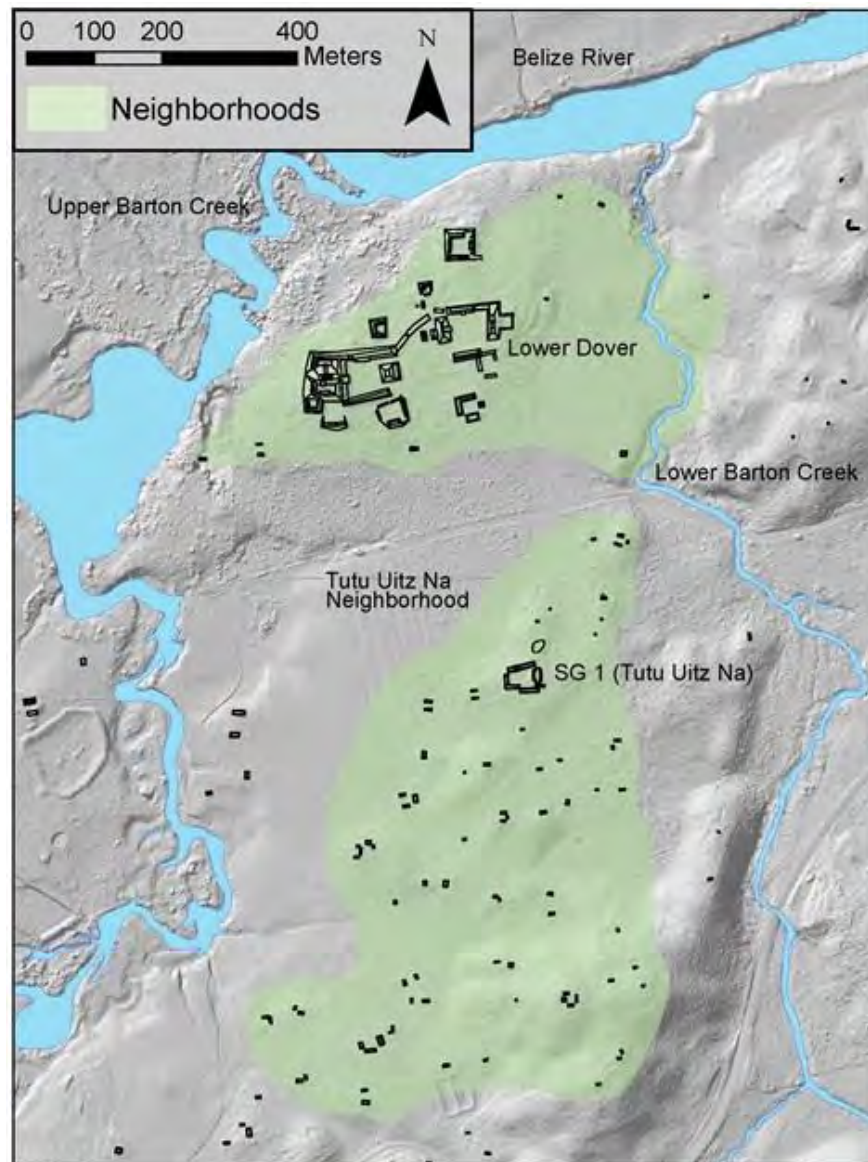 0 100 200 400
Meters
N
Neighborhoods
Belize River
Upper Barton Creek
Lower Dover
Lower Barton Creek
Tutu Uitz Na
Neighborhood
SG 1 (Tutu Uitz Na)